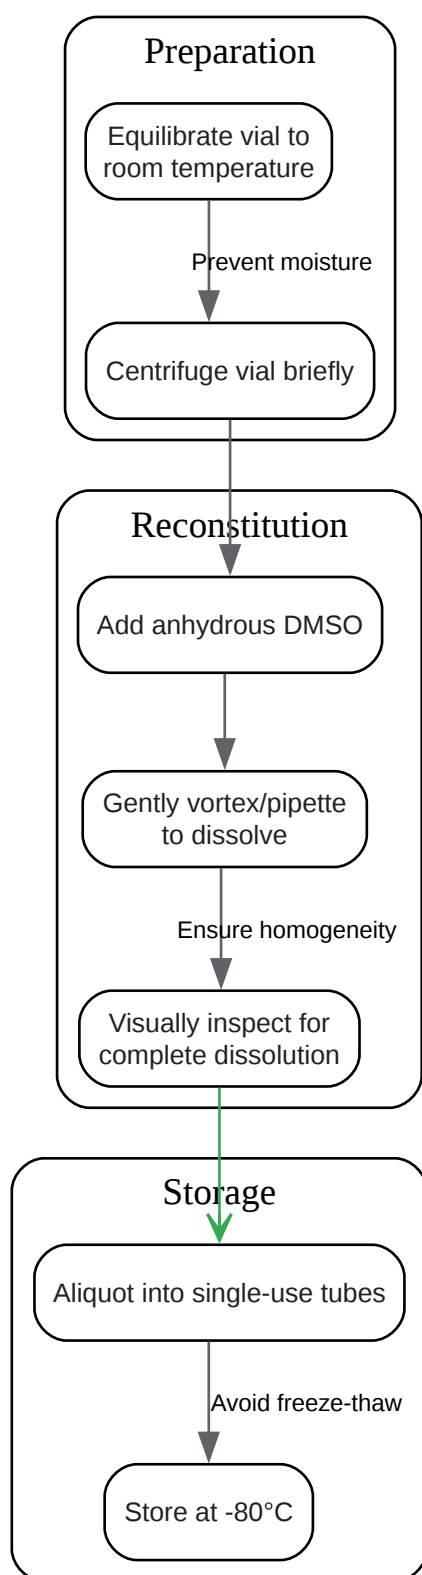 Preparation
Equilibrate vial to
room temperature
Prevent moisture
Centrifuge vial briefly
Reconstitution
Add anhydrous DMSO
Gently vortex/pipette
to dissolve
Ensure homogeneity
Visually inspect for
complete dissolution
Storage
Aliquot into single-use tubes
Avoid freeze-thaw
Store at -80°C